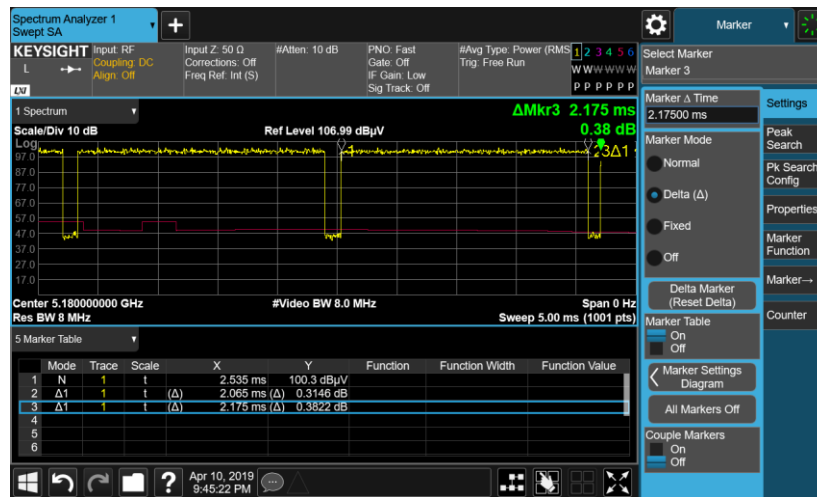 Spectrum Analyzer 1
Swept SA
+
Marker
KEYSIGHT
L
LXI
Input: RF
Coupling: DC
Align: Off
Input Z: 50 Ω
Corrections: Off
Freq Ref: Int (S)
#Atten: 10 dB
PNO: Fast
Gate: Off
IF Gain: Low
Sig Track: Off
#Avg Type: Power (RMS
Trig: Free Run
1 2 3 4 5 6
W W W W W W
P P P P P P
1 Spectrum
ΔMkr3 2.175 ms
0.38 dB
Scale/Div 10 dB
Ref Level 106.99 dBµV
Log
97.0
87.0
77.0
67.0
57.0
47.0
37.0
27.0
17.0
1
3Δ1
Center 5.180000000 GHz
#Video BW 8.0 MHz
Span 0 Hz
Res BW 8 MHz
Sweep 5.00 ms (1001 pts)
5 Marker Table
Mode Trace Scale X Y Function Function Width Function Value
1 N 1 t 2.535 ms 100.3 dBµV
2 Δ1 1 t (Δ) 2.065 ms (Δ) 0.3146 dB
3 Δ1 1 t (Δ) 2.175 ms (Δ) 0.3822 dB
4
5
6
?
Apr 10, 2019
9:45:22 PM
Select Marker
Marker 3
Marker Δ Time
2.17500 ms
Marker Mode
Normal
Delta (Δ)
Fixed
Off
Delta Marker
(Reset Delta)
Marker Table
On
Off
Marker Settings
Diagram
All Markers Off
Couple Markers
On
Off
Settings
Peak
Search
Pk Search
Config
Properties
Marker
Function
Marker→
Counter